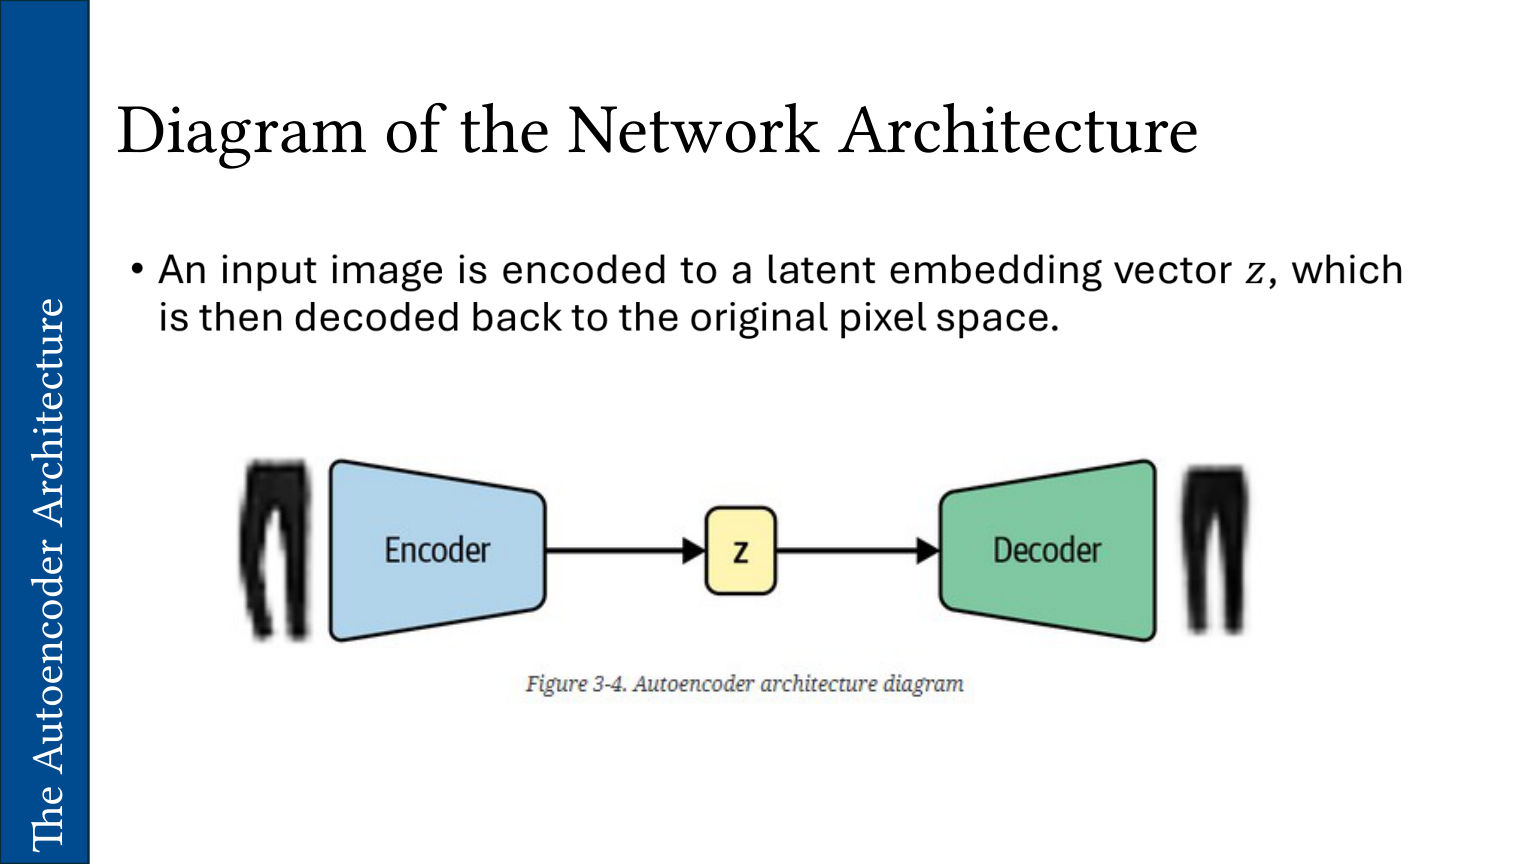 The Autoencoder Architecture
Diagram of the Network Architecture
• An input image is encoded to a latent embedding vector z, which
is then decoded back to the original pixel space.
Encoder
z
Decoder
Figure 3-4. Autoencoder architecture diagram